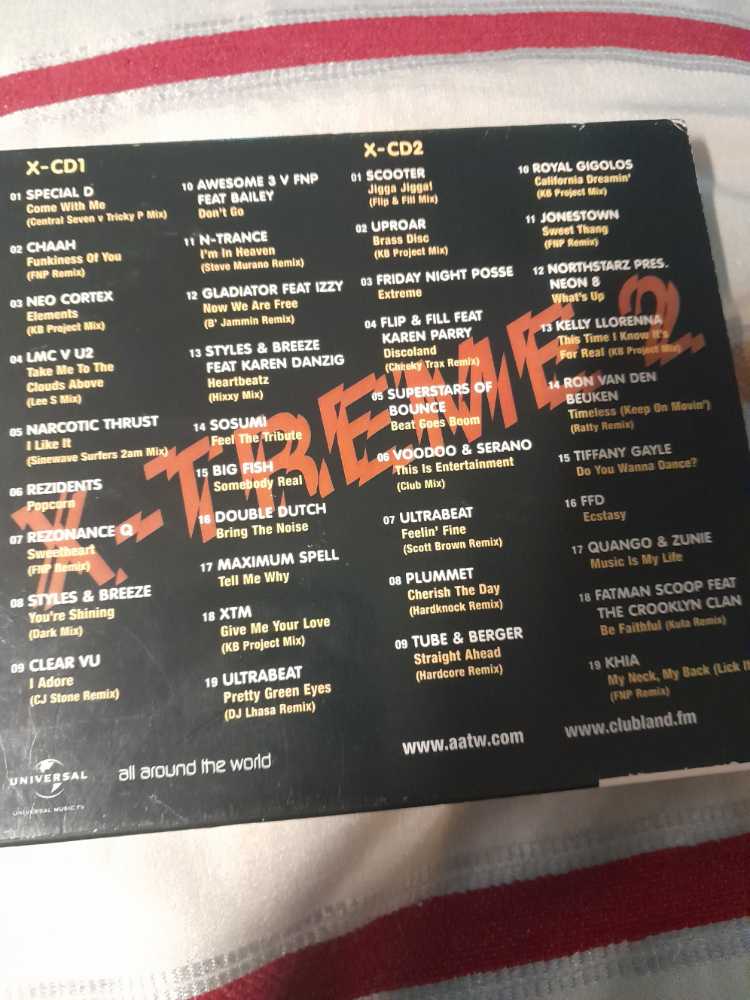 X-CD1
01 SPECIAL D
Come With Me
(Central Seven v Tricky P Mix)
02 CHAAH
Funkiness Of You
(FNP Remix)
03 NEO CORTEX
Elements
(KB Project Mix)
04 LMC V U2
Take Me To The
Clouds Above
(Lee S Mix)
05 NARCOTIC THRUST
I Like It
(Sinewave Surfers 2am Mix)
06 REZIDENTS
Popcorn
07 REZONANCE Q
Sweetheart
(FNP Remix)
08 STYLES & BREEZE
You're Shining
(Dark Mix)
09 CLEAR VU
I Adore
(CJ Stone Remix)
10 AWESOME 3 V FNP
FEAT BAILEY
Don't Go
11 N-TRANCE
I'm In Heaven
(Steve Murano Remix)
12 GLADIATOR FEAT IZZY
Now We Are Free
(B' Jammin Remix)
13 STYLES & BREEZE
FEAT KAREN DANZIG
Heartbeatz
(Hixxy Mix)
14 SOSUMI
Feel The Tribute
15 BIG FISH
Somebody Real
16 DOUBLE DUTCH
Bring The Noise
17 MAXIMUM SPELL
Tell Me Why
18 XTM
Give Me Your Love
(KB Project Mix)
19 ULTRABEAT
Pretty Green Eyes
(DJ Lhasa Remix)
X-CD2
01 SCOOTER
Jigga Jigga!
(Flip & Fill Mix)
02 UPROAR
Brass Disc
(KB Project Mix)
03 FRIDAY NIGHT POSSE
Extreme
04 FLIP & FILL FEAT
KAREN PARRY
Discoland
(Cheeky Trax Remix)
05 SUPERSTARS OF
BOUNCE
Beat Goes Boom
06 VOODOO & SERANO
This Is Entertainment
(Club Mix)
07 ULTRABEAT
Feelin' Fine
(Scott Brown Remix)
08 PLUMMET
Cherish The Day
(Hardknock Remix)
09 TUBE & BERGER
Straight Ahead
(Hardcore Remix)
10 ROYAL GIGOLOS
California Dreamin'
(KB Project Mix)
11 JONESTOWN
Sweet Thang
(FNP Remix)
12 NORTHSTARZ PRES.
NEON 8
What's Up
13 KELLY LLORENNA
This Time I Know It's
For Real (KB Project Mix)
14 RON VAN DEN
BEUKEN
Timeless (Keep On Movin')
(Ratty Remix)
15 TIFFANY GAYLE
Do You Wanna Dance?
16 FFD
Ecstasy
17 QUANGO & ZUNIE
Music Is My Life
18 FATMAN SCOOP FEAT
THE CROOKLYN CLAN
Be Faithful (Kuta Remix)
19 KHIA
My Neck, My Back (Lick
(FNP Remix)
X-TREME 2
UNIVERSAL
UNIVERSAL MUSIC TV
all around the world
www.aatw.com
www.clubland.fm